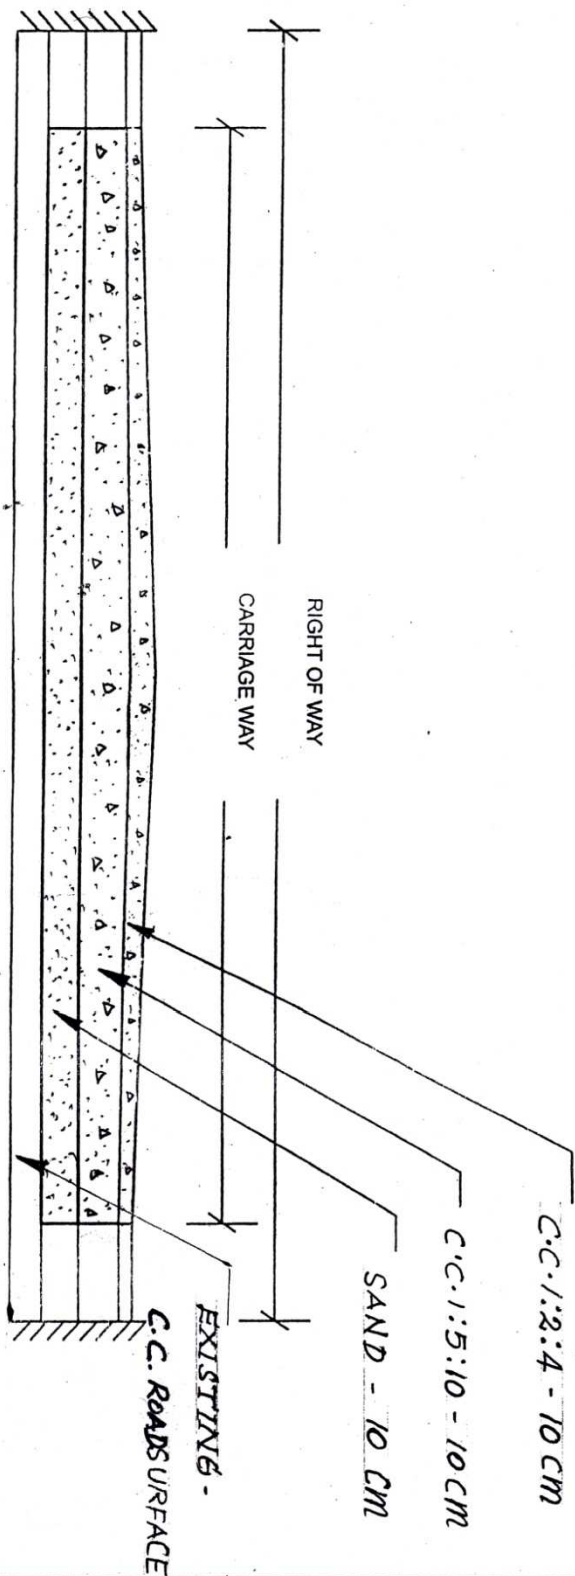 RIGHT OF WAY
CARRIAGE WAY
C.C.1:2:4 - 10 CM
C.C.1:5:10 - 10 CM
SAND - 10 CM
EXISTING -
C.C. ROADSURFACE